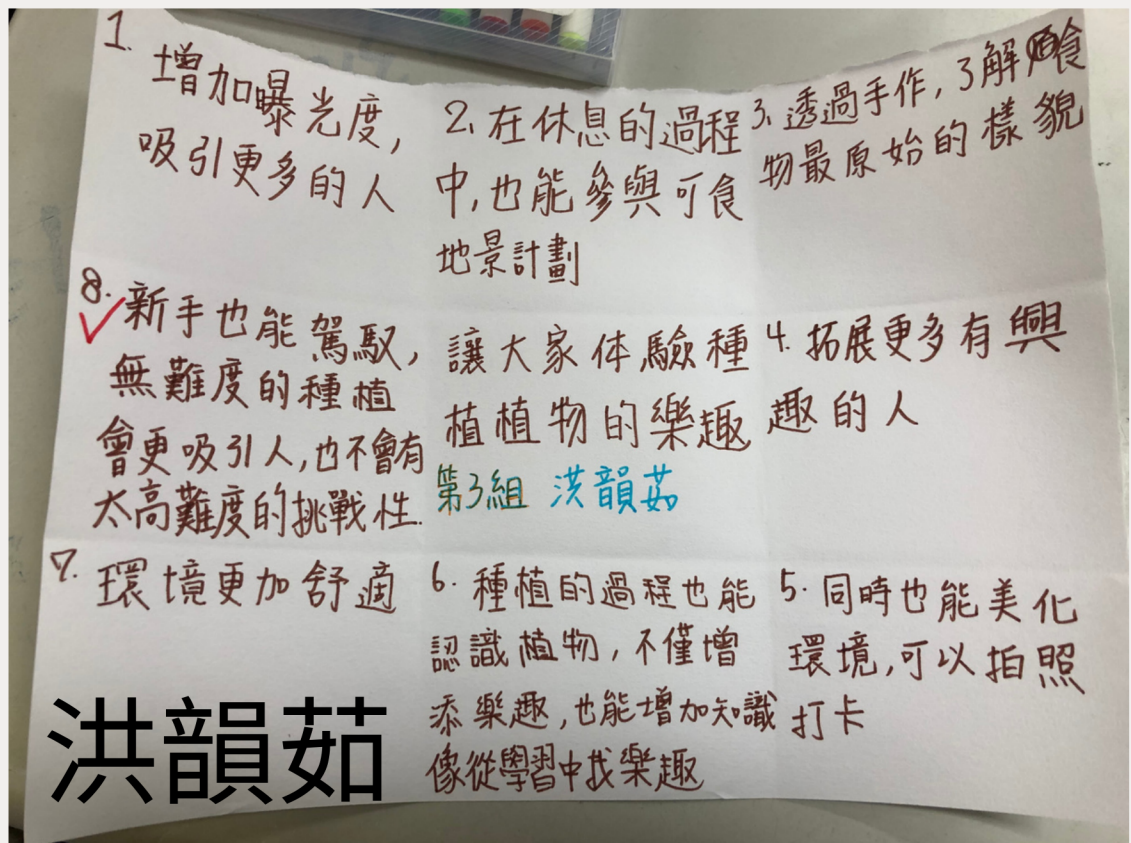 1.
增加曝光度,
吸引更多的人
2. 在休息的過程
中,也能參與可食
地景計劃
3. 透過手作,了解食
物最原始的樣貌
8.
新手也能駕馭,
無難度的種植
會更吸引人,也不會有
太高難度的挑戰性.
讓大家体驗種
植植物的樂趣
第3組 洪韻茹
4. 拓展更多有興
趣的人
7. 環境更加舒適
6. 種植的過程也能
認識植物,不僅增
添樂趣,也能增加知識
像從學習中找樂趣
5. 同時也能美化
環境,可以拍照
打卡
洪韻茹